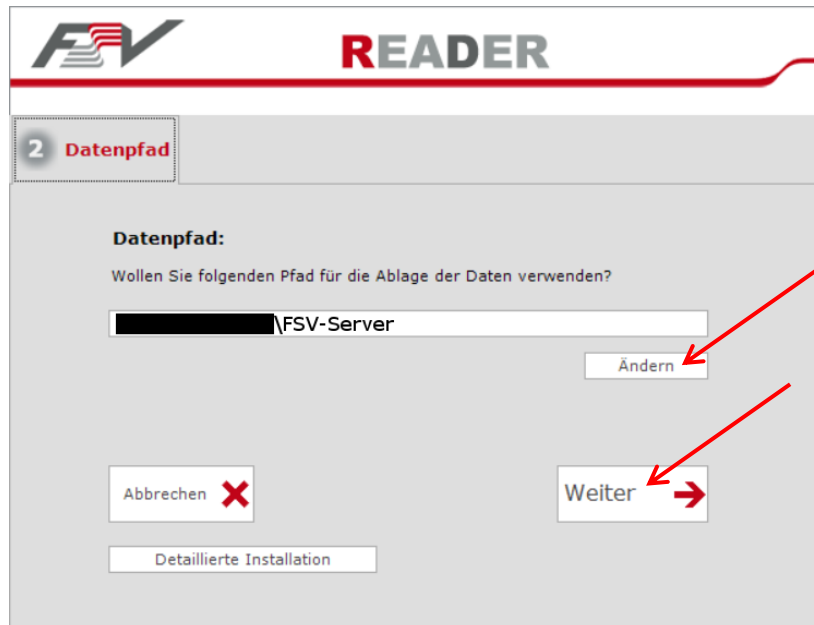 FSV
READER
2 Datenpfad
Datenpfad:
Wollen Sie folgenden Pfad für die Ablage der Daten verwenden?
\FSV-Server
Ändern
Abbrechen
Weiter
Detaillierte Installation